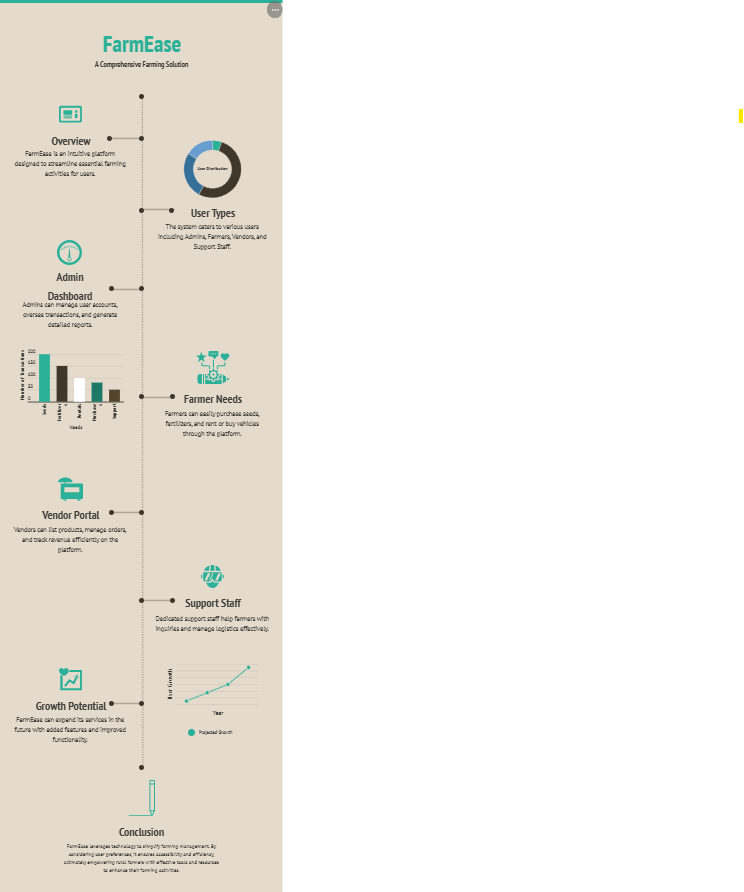 FarmEase
A Comprehensive Farming Solution
Overview
FarmEase is an intuitive platform
designed to streamline essential farming
activities for users.
User Distribution
User Types
The system caters to various users
including Admins, Farmers, Vendors, and
Support Staff.
Admin
Dashboard
Admins can manage user accounts,
oversee transactions, and generate
detailed reports.
Number of Transactions
200
150
100
50
0
Seeds
Fertilizers
Rentals
Purchases
Support
Needs
Farmer Needs
Farmers can easily purchase seeds,
fertilizers, and rent or buy vehicles
through the platform.
Vendor Portal
Vendors can list products, manage orders,
and track revenue efficiently on the
platform.
Support Staff
Dedicated support staff help farmers with
inquiries and manage logistics effectively.
Growth Potential
FarmEase can expand its services in the
future with added features and improved
functionality.
User Growth
Year
Projected Growth
Conclusion
FarmEase leverages technology to simplify farming management. By
considering user preferences, it ensures accessibility and efficiency,
ultimately empowering rural farmers with effective tools and resources
to enhance their farming activities.